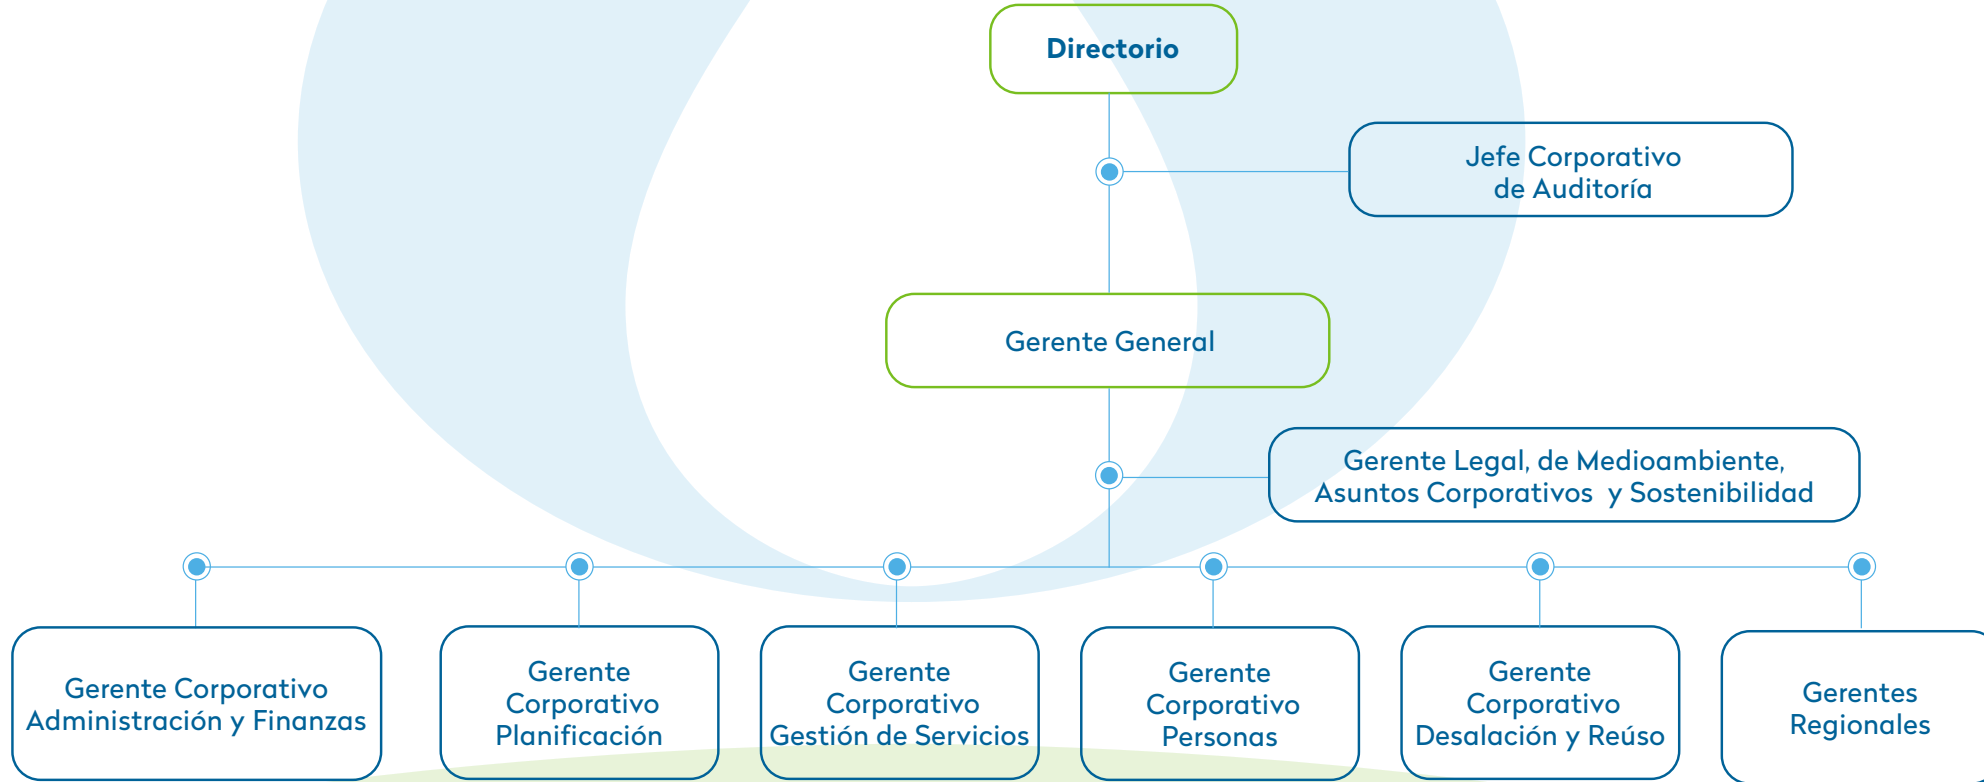 Directorio
Jefe Corporativo
de Auditoría
Gerente General
Gerente Legal, de Medioambiente,
Asuntos Corporativos y Sostenibilidad
Gerente Corporativo
Administración y Finanzas
Gerente
Corporativo
Planificación
Gerente
Corporativo
Gestión de Servicios
Gerente
Corporativo
Personas
Gerente
Corporativo
Desalación y Reúso
Gerentes
Regionales